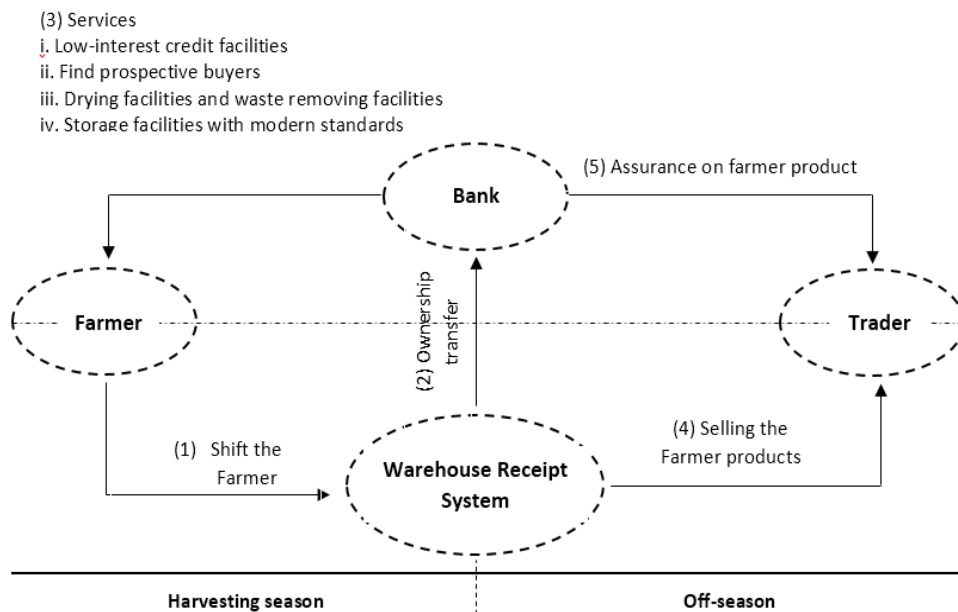 (3) Services
i. Low-interest credit facilities
ii. Find prospective buyers
iii. Drying facilities and waste removing facilities
iv. Storage facilities with modern standards
(5) Assurance on farmer product
Bank
Farmer
Trader
(2) Ownership
transfer
(1) Shift the
Farmer
(4) Selling the
Farmer products
Warehouse Receipt
System
Harvesting season
Off-season